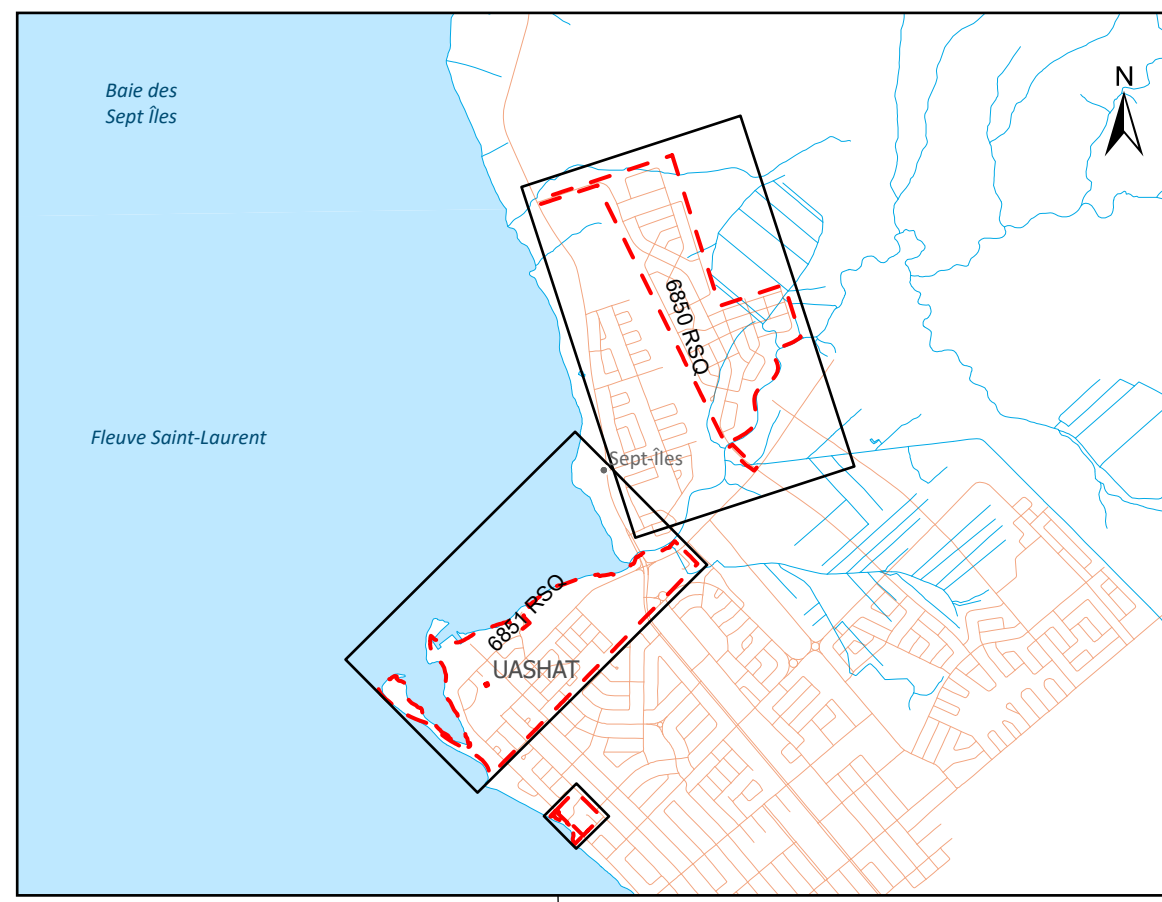 Baie des
Sept Îles
N
6850 RSQ
Fleuve Saint-Laurent
Sept-Îles
6851 RSQ
UASHAT